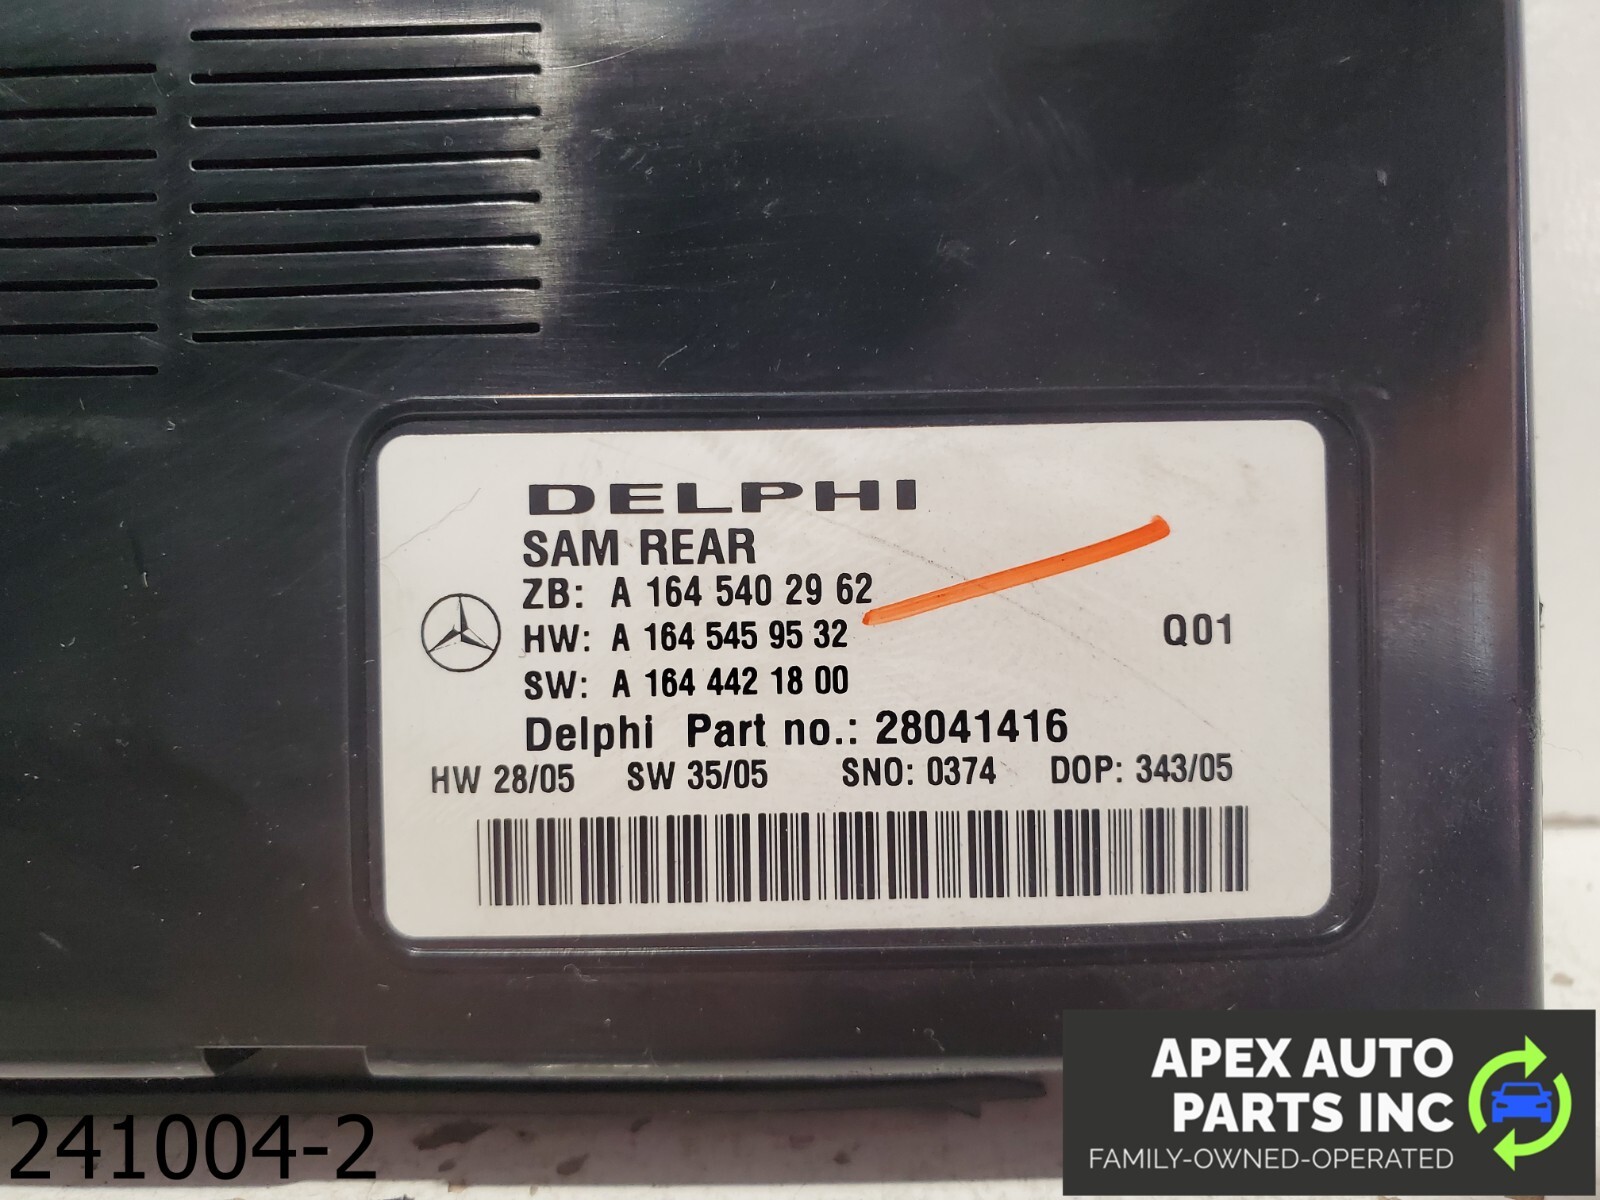 DELPHI
SAM REAR
ZB: A 164 540 29 62
HW: A 164 545 95 32
SW: A 164 442 18 00
Q01
Delphi Part no.: 28041416
HW 28/05 SW 35/05 SNO: 0374 DOP: 343/05
APEX AUTO
PARTS INC
FAMILY-OWNED-OPERATED
241004-2